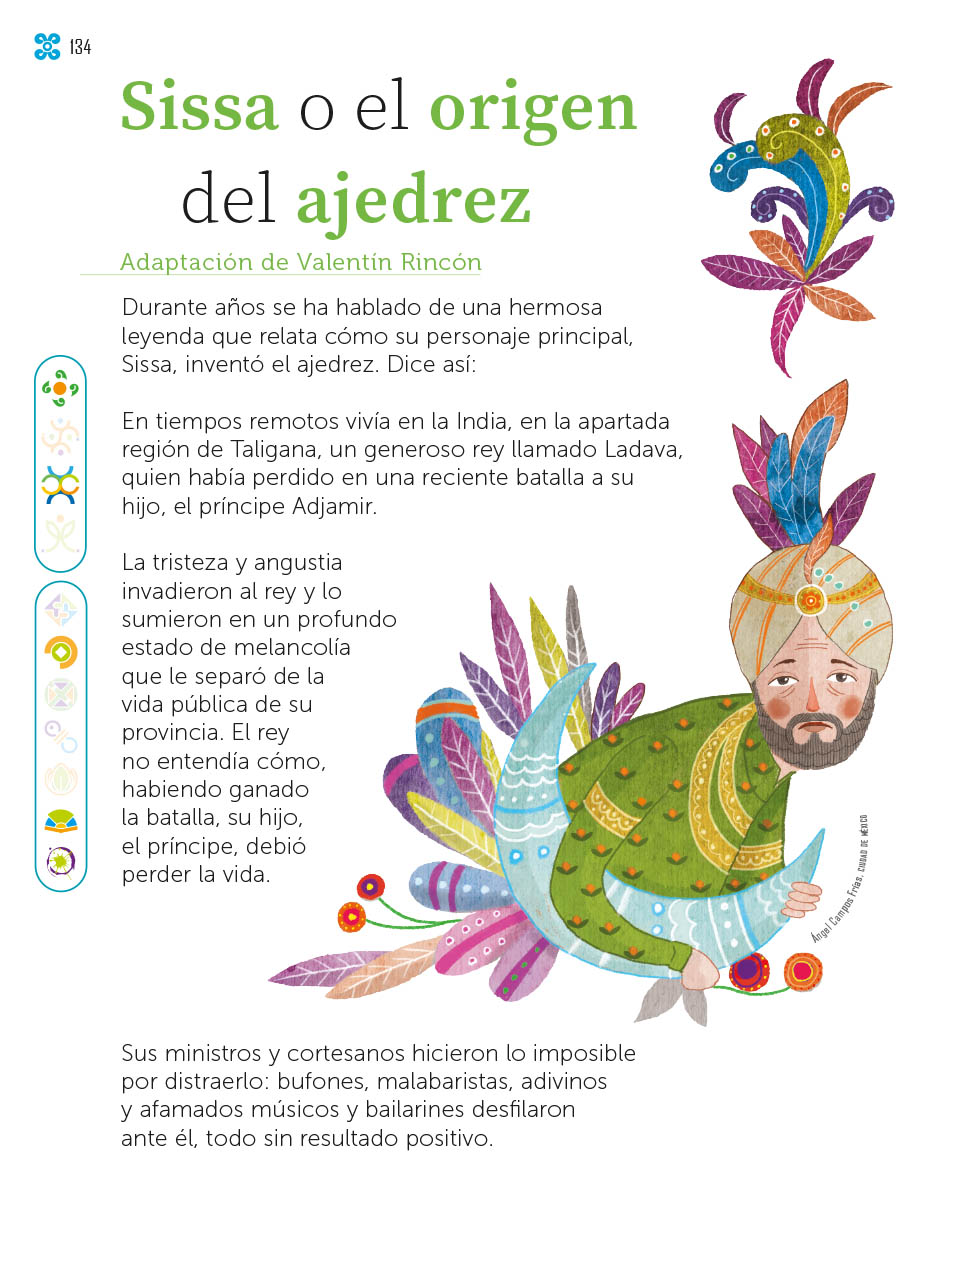 134
Sissa o el origen
del ajedrez
Adaptación de Valentín Rincón
Durante años se ha hablado de una hermosa
leyenda que relata cómo su personaje principal,
Sissa, inventó el ajedrez. Dice así:
En tiempos remotos vivía en la India, en la apartada
región de Taligana, un generoso rey llamado Ladava,
quien había perdido en una reciente batalla a su
hijo, el príncipe Adjamir.
La tristeza y angustia
invadieron al rey y lo
sumieron en un profundo
estado de melancolía
que le separó de la
vida pública de su
provincia. El rey
no entendía cómo,
habiendo ganado
la batalla, su hijo,
el príncipe, debió
perder la vida.
Ángel Campos Frías, CIUDAD DE MÉXICO
Sus ministros y cortesanos hicieron lo imposible
por distraerlo: bufones, malabaristas, adivinos
y afamados músicos y bailarines desfilaron
ante él, todo sin resultado positivo.